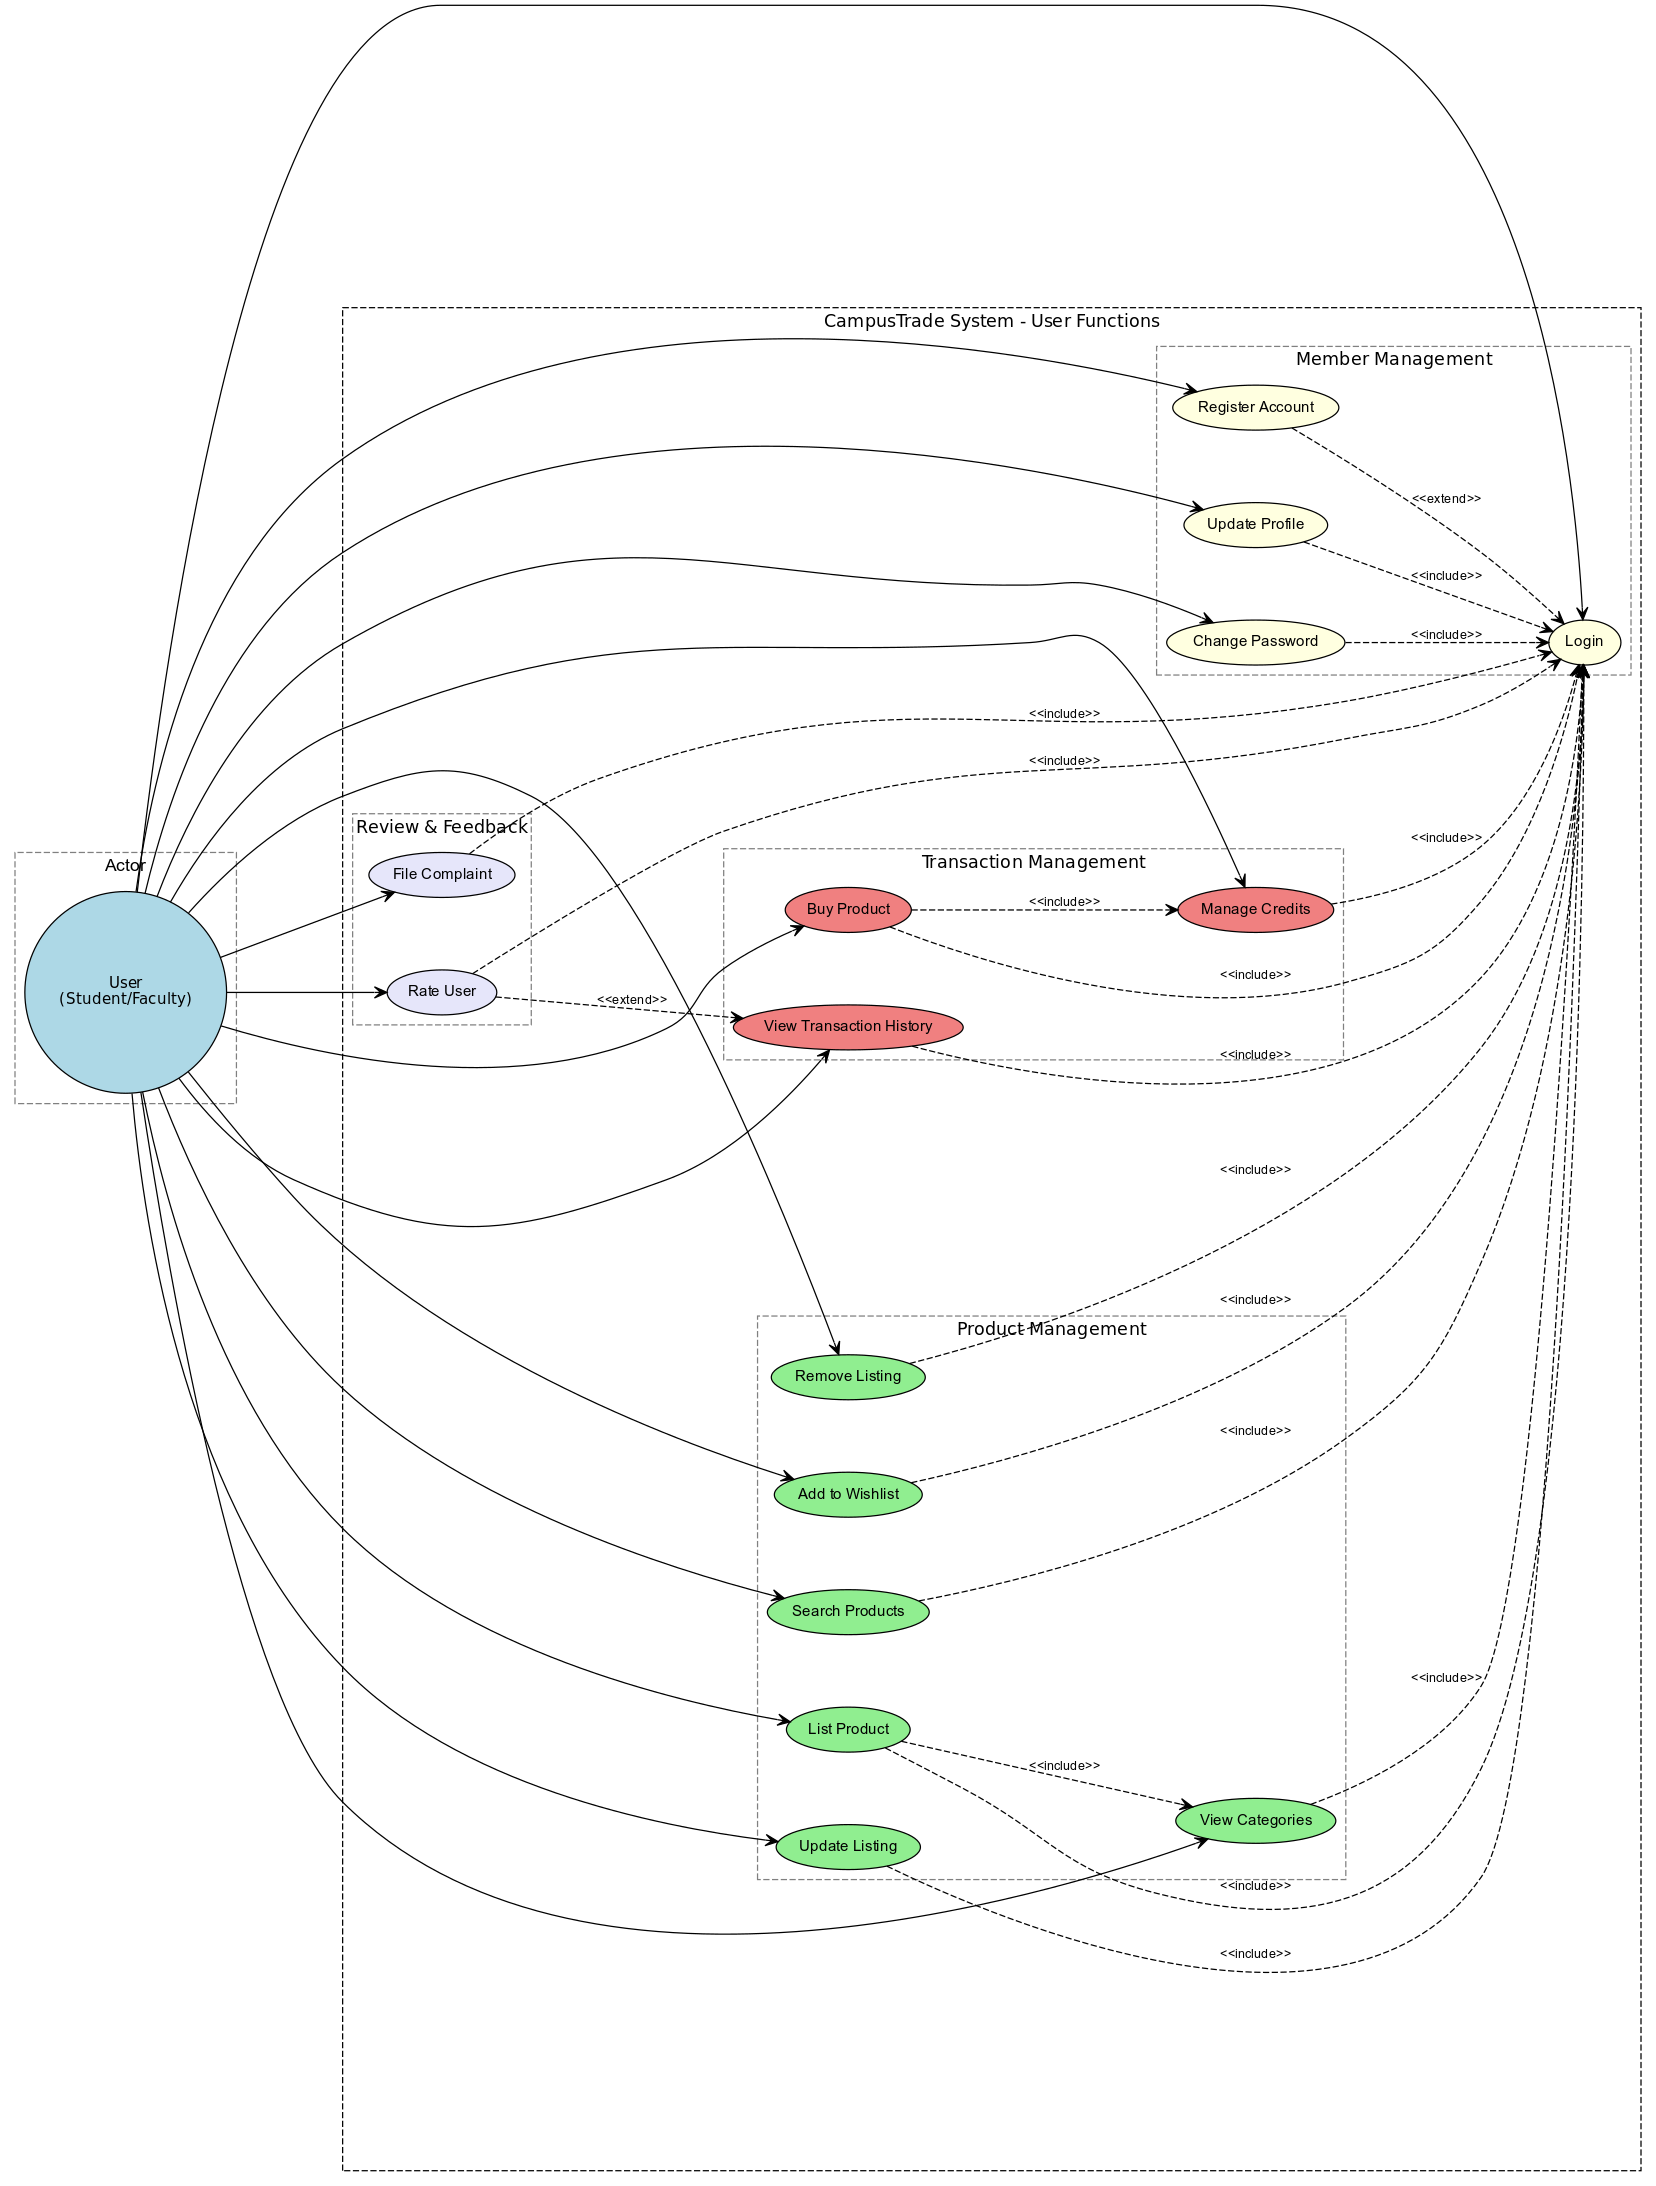 CampusTrade System - User Functions
Member Management
Register Account
<<extend>>
Update Profile
<<include>>
Change Password
<<include>>
Login
<<include>>
<<include>>
Review & Feedback
File Complaint
Rate User
<<extend>>
Actor
User
(Student/Faculty)
Transaction Management
Buy Product
<<include>>
Manage Credits
<<include>>
<<include>>
View Transaction History
<<include>>
<<include>>
Product Management
Remove Listing
<<include>>
Add to Wishlist
<<include>>
Search Products
List Product
<<include>>
<<include>>
View Categories
Update Listing
<<include>>
<<include>>